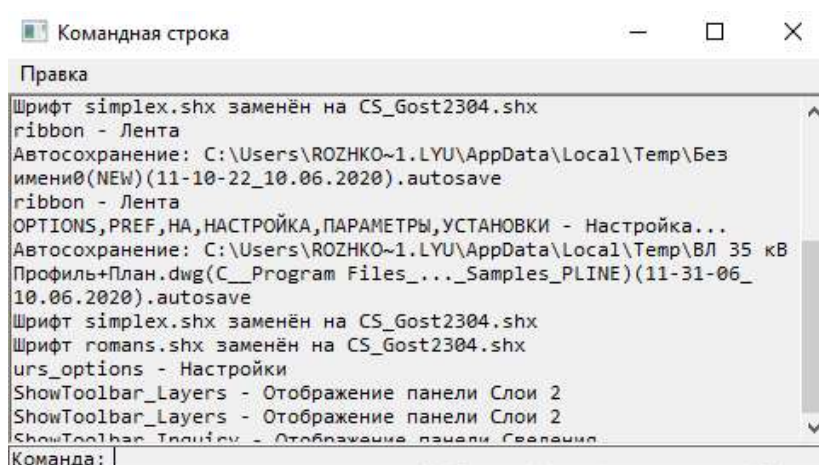 Командная строка
Правка
Шрифт simplex.shx заменён на CS_Gost2304.shx
ribbon - Лента
Автосохранение: C:\Users\ROZHKO~1.LYU\AppData\Local\Temp\Без
имени0(NEW)(11-10-22_10.06.2020).autosave
ribbon - Лента
OPTIONS,PREF,НА,НАСТРОЙКА,ПАРАМЕТРЫ,УСТАНОВКИ - Настройка...
Автосохранение: C:\Users\ROZHKO~1.LYU\AppData\Local\Temp\ВЛ 35 кВ
Профиль+План.dwg(C__Program Files_..._Samples_PLINE)(11-31-06_
10.06.2020).autosave
Шрифт simplex.shx заменён на CS_Gost2304.shx
Шрифт romans.shx заменён на CS_Gost2304.shx
urs_options - Настройки
ShowToolbar_Layers - Отображение панели Слои 2
ShowToolbar_Layers - Отображение панели Слои 2
ShowToolbar_Inquiry - Отображение панели Сведения
Команда: